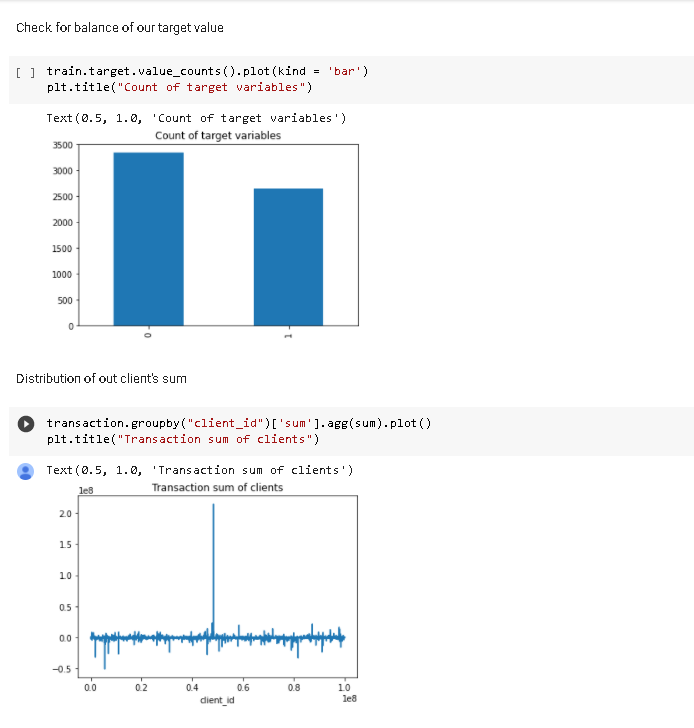 Check for balance of our target value
[ ] train.target.value_counts().plot(kind = 'bar')
plt.title("Count of target variables")
Text(0.5, 1.0, 'Count of target variables')
Count of target variables
3500
3000
2500
2000
1500
1000
500
0
0 1
Distribution of out client's sum
transaction.groupby("client_id")['sum'].agg(sum).plot()
plt.title("Transaction sum of clients")
Text(0.5, 1.0, 'Transaction sum of clients')
1e8 Transaction sum of clients
2.0
1.5
1.0
0.5
0.0
−0.5
0.0 0.2 0.4 0.6 0.8 1.0
client_id 1e8